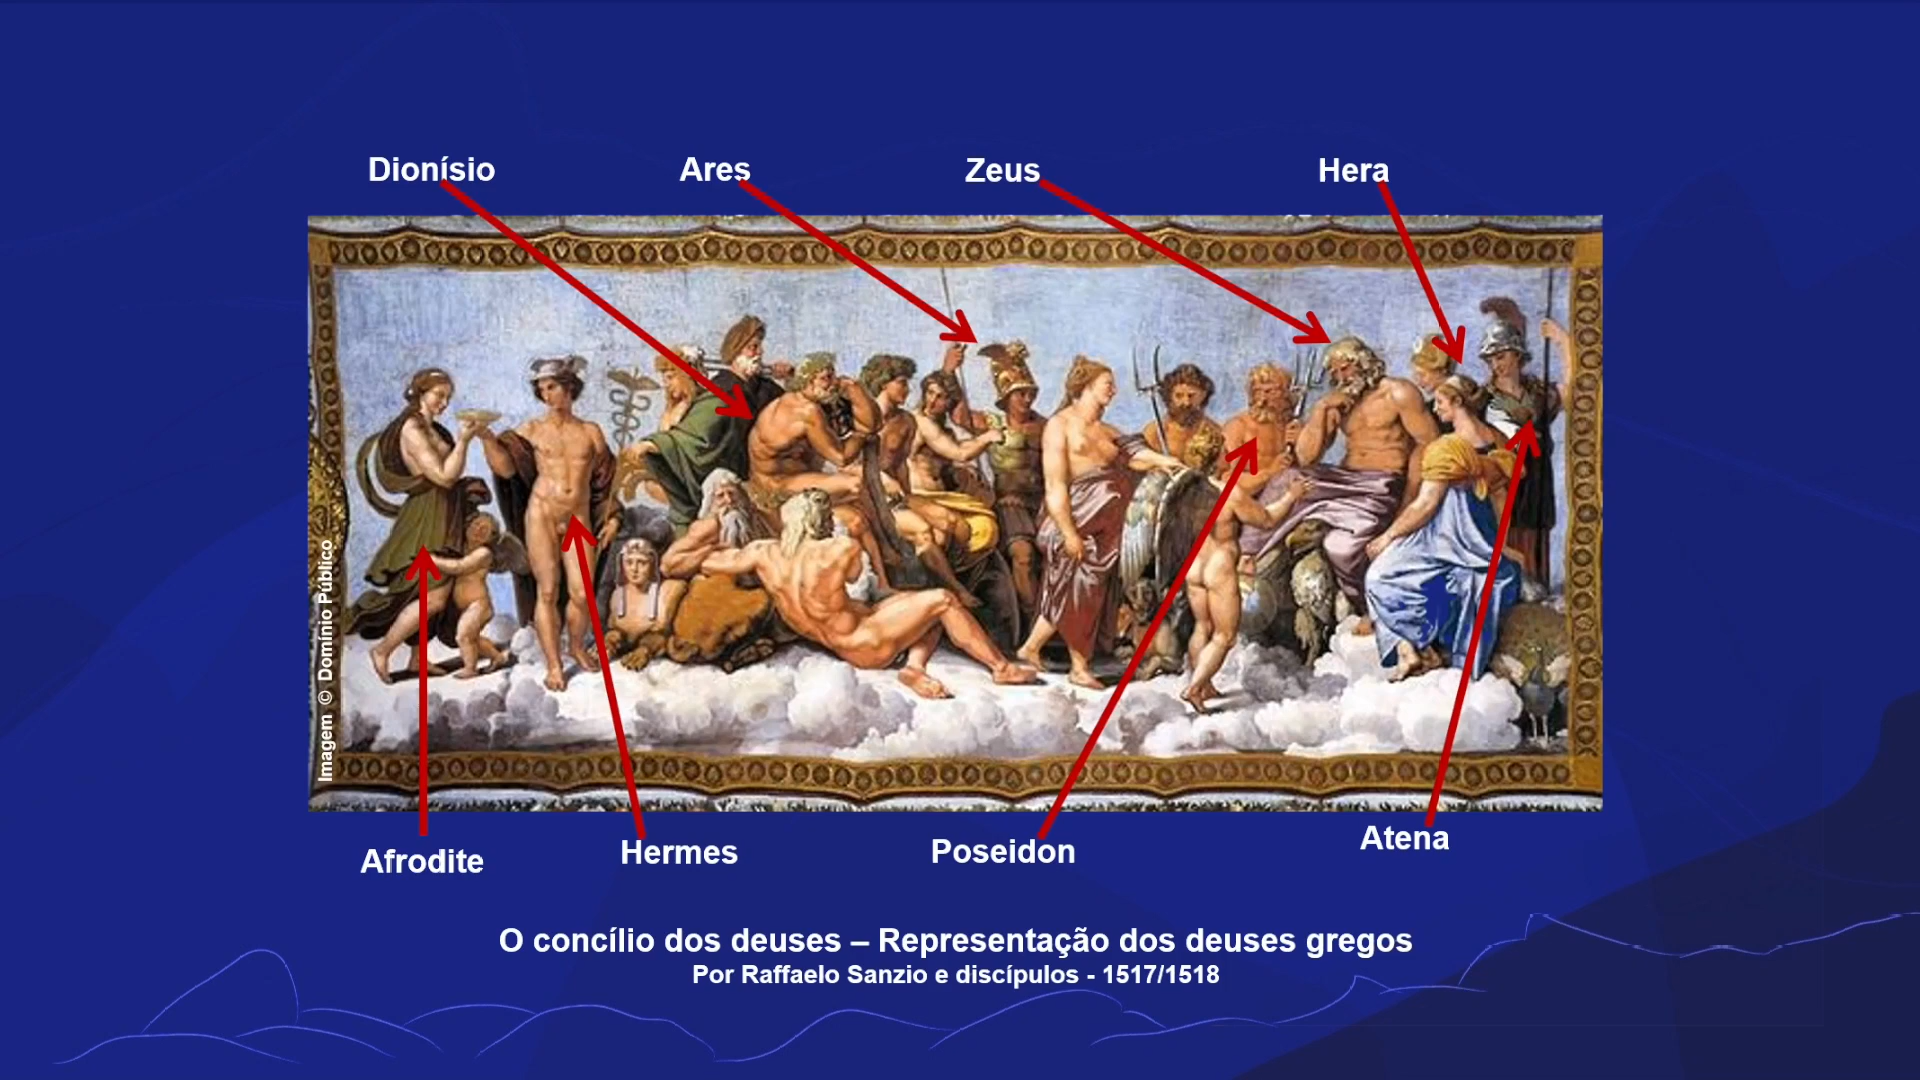 Dionísio
Ares
Zeus
Hera
Imagem © Domínio Público
Afrodite
Hermes
Poseidon
Atena
O concílio dos deuses – Representação dos deuses gregos
Por Raffaelo Sanzio e discípulos - 1517/1518